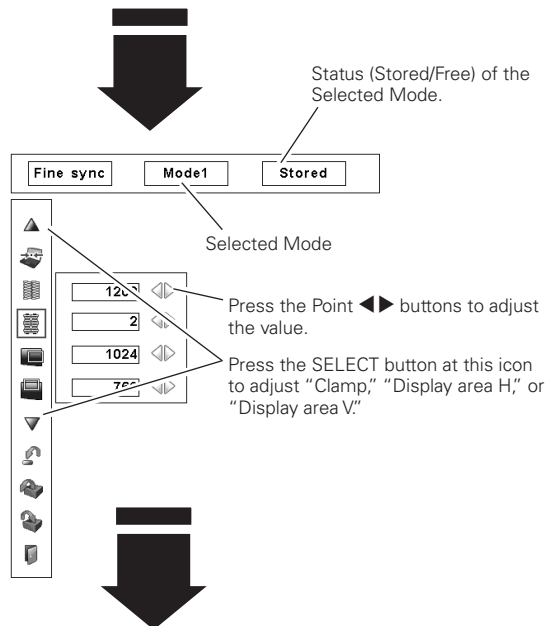 Status (Stored/Free) of the
Selected Mode.
Fine sync Mode1 Stored
Selected Mode
Press the Point ◀▶ buttons to adjust
the value.
2
1024
Press the SELECT button at this icon
to adjust “Clamp,” “Display area H,” or
“Display area V.”